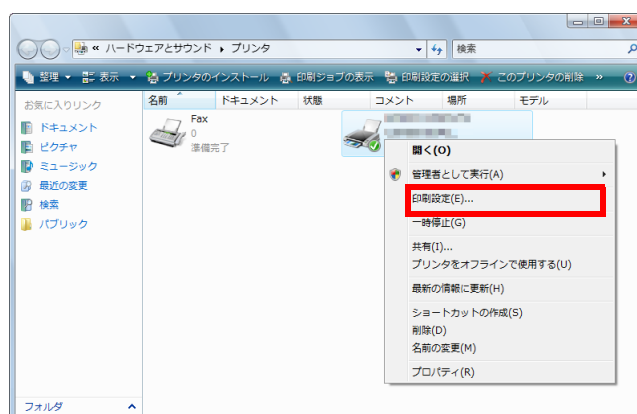 « ハードウェアとサウンド ▸ プリンタ
検索
整理 表示 プリンタのインストール 印刷ジョブの表示 印刷設定の選択 このプリンタの削除 »
お気に入りリンク
ドキュメント
ピクチャ
ミュージック
最近の変更
検索
パブリック
フォルダ
名前 ドキュメント 状態 コメント 場所 モデル
Fax
0
準備完了
開く(O)
管理者として実行(A)
印刷設定(E)...
一時停止(G)
共有(I)...
プリンタをオフラインで使用する(U)
最新の情報に更新(H)
ショートカットの作成(S)
削除(D)
名前の変更(M)
プロパティ(R)